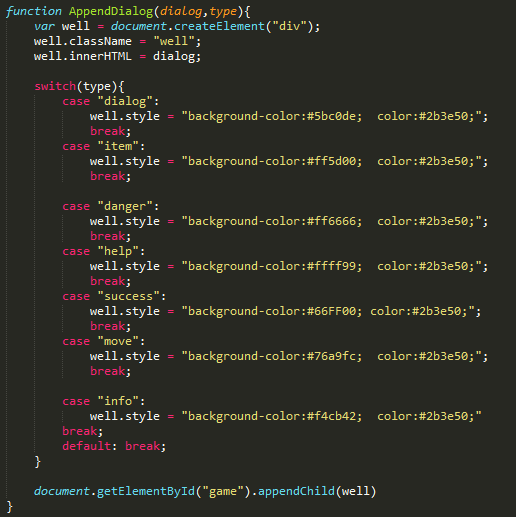 function AppendDialog(dialog,type){
    var well = document.createElement("div");
    well.className = "well";
    well.innerHTML = dialog;

    switch(type){
        case "dialog":
            well.style = "background-color:#5bc0de;  color:#2b3e50;";
            break;
        case "item":
            well.style = "background-color:#ff5d00;  color:#2b3e50;";
            break;

        case "danger":
            well.style = "background-color:#ff6666;  color:#2b3e50;";
            break;
        case "help":
            well.style = "background-color:#ffff99;  color:#2b3e50;";
            break;
        case "success":
            well.style = "background-color:#66FF00; color:#2b3e50;";
            break;
        case "move":
            well.style = "background-color:#76a9fc;  color:#2b3e50;";
            break;

        case "info":
            well.style = "background-color:#f4cb42;  color:#2b3e50;"
        break;
        default: break;
    }

    document.getElementById("game").appendChild(well)
}